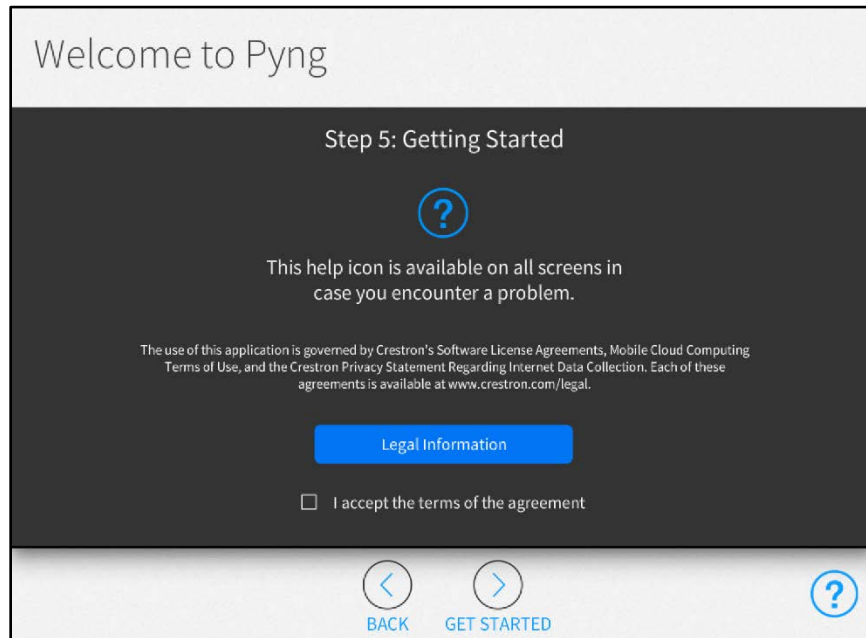 Welcome to Pyng
Step 5: Getting Started
?
This help icon is available on all screens in
case you encounter a problem.
The use of this application is governed by Crestron's Software License Agreements, Mobile Cloud Computing
Terms of Use, and the Crestron Privacy Statement Regarding Internet Data Collection. Each of these
agreements is available at www.crestron.com/legal.
Legal Information
I accept the terms of the agreement
BACK
GET STARTED
?